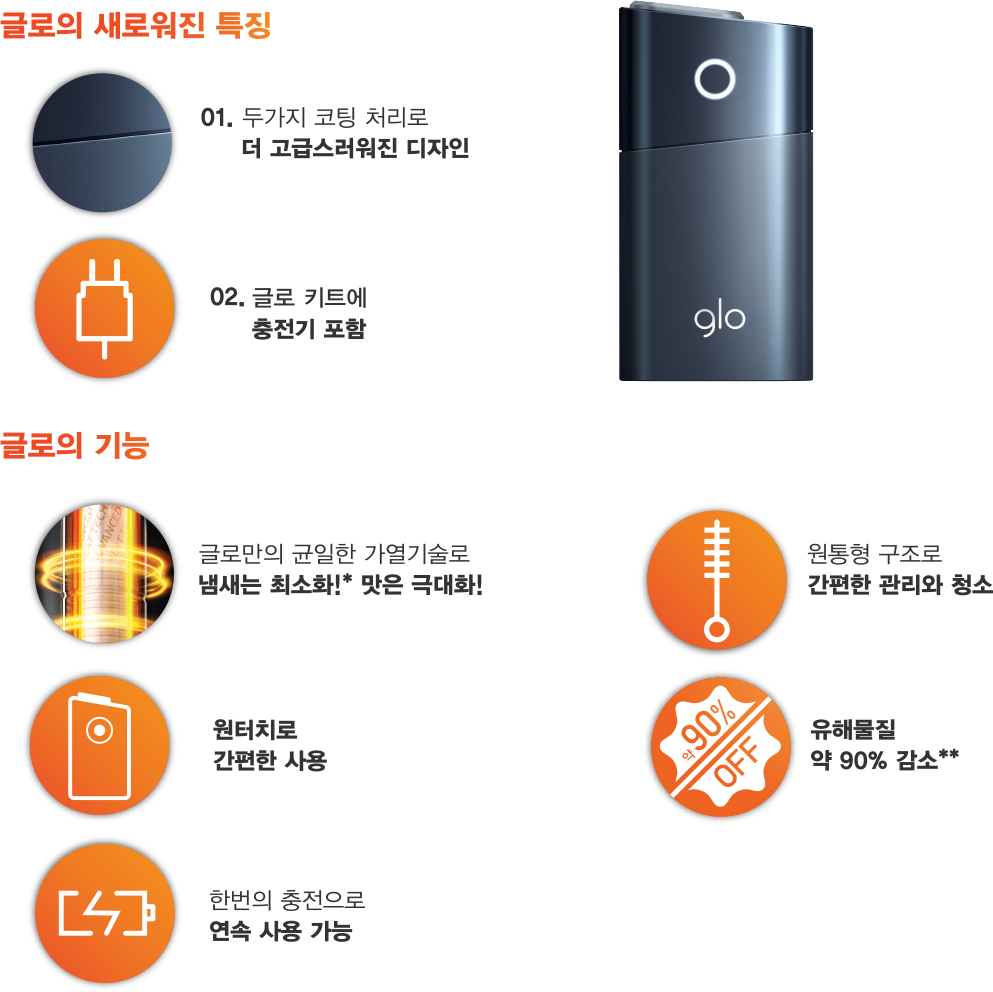 글로의 새로워진 특징
01. 두가지 코팅 처리로
더 고급스러워진 디자인
02. 글로 키트에
충전기 포함
glo
글로의 기능
글로만의 균일한 가열기술로
냄새는 최소화!* 맛은 극대화!
원통형 구조로
간편한 관리와 청소
원터치로
간편한 사용
약 90%
OFF
유해물질
약 90% 감소**
한번의 충전으로
연속 사용 가능